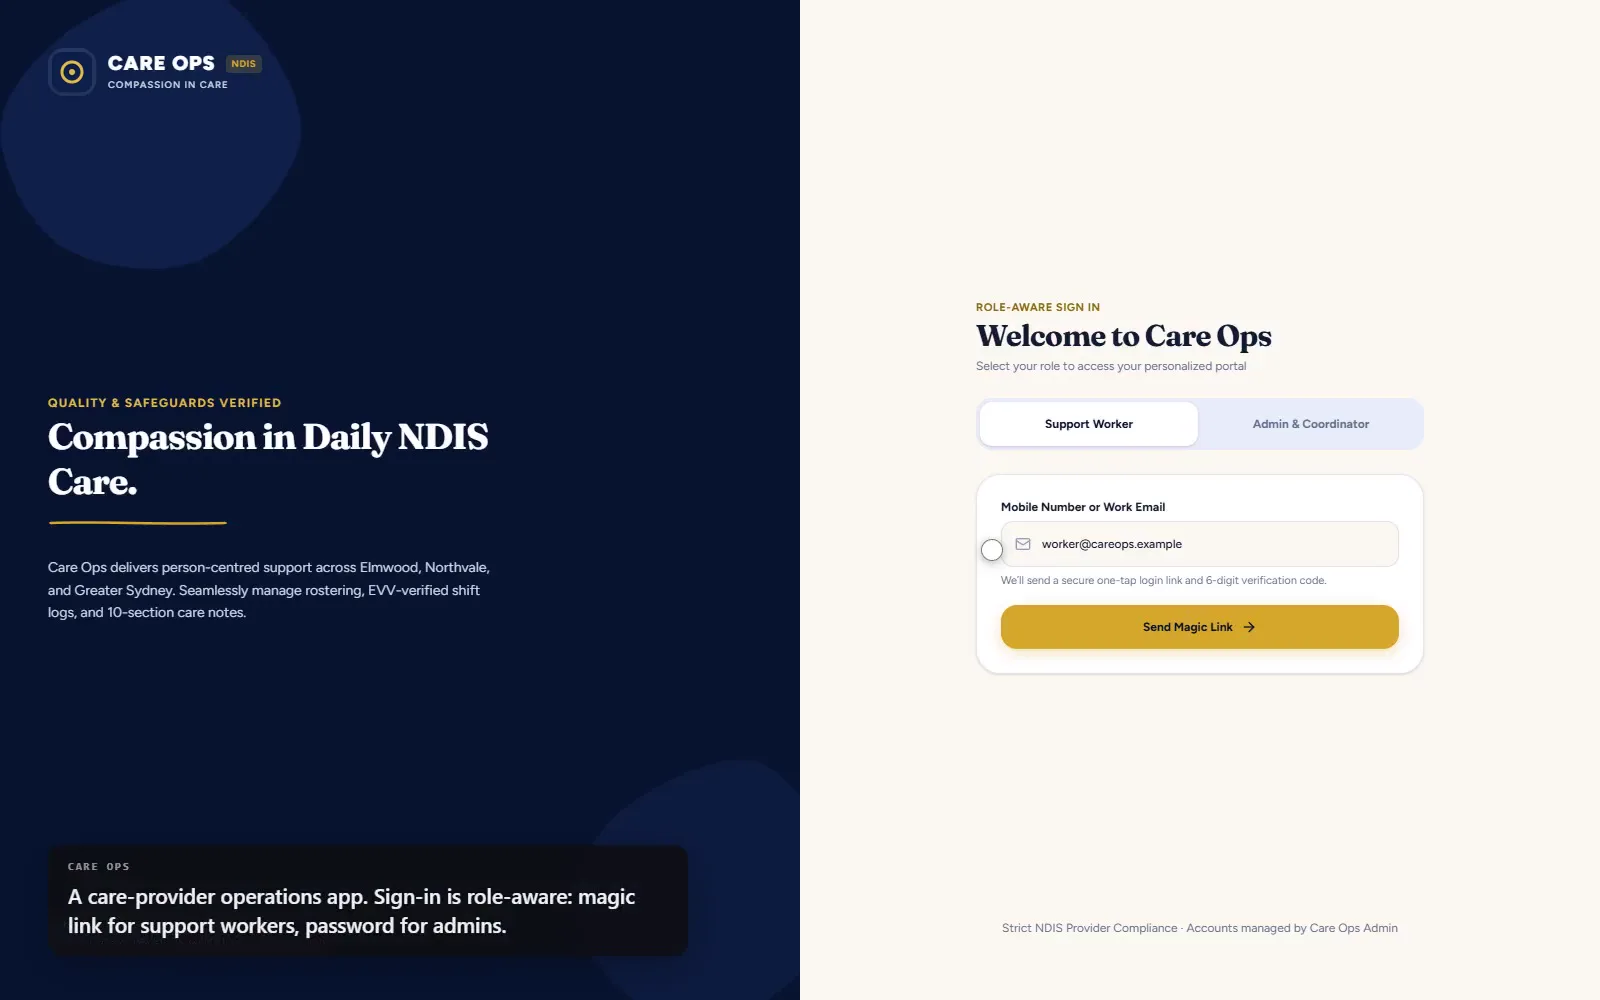 CARE OPS NDIS
COMPASSION IN CARE
QUALITY & SAFEGUARDS VERIFIED
Compassion in Daily NDIS
Care.
Care Ops delivers person-centred support across Elmwood, Northvale,
and Greater Sydney. Seamlessly manage rostering, EVV-verified shift
logs, and 10-section care notes.
CARE OPS
A care-provider operations app. Sign-in is role-aware: magic
link for support workers, password for admins.
ROLE-AWARE SIGN IN
Welcome to Care Ops
Select your role to access your personalized portal
Support Worker
Admin & Coordinator
Mobile Number or Work Email
worker@careops.example
We'll send a secure one-tap login link and 6-digit verification code.
Send Magic Link →
Strict NDIS Provider Compliance · Accounts managed by Care Ops Admin